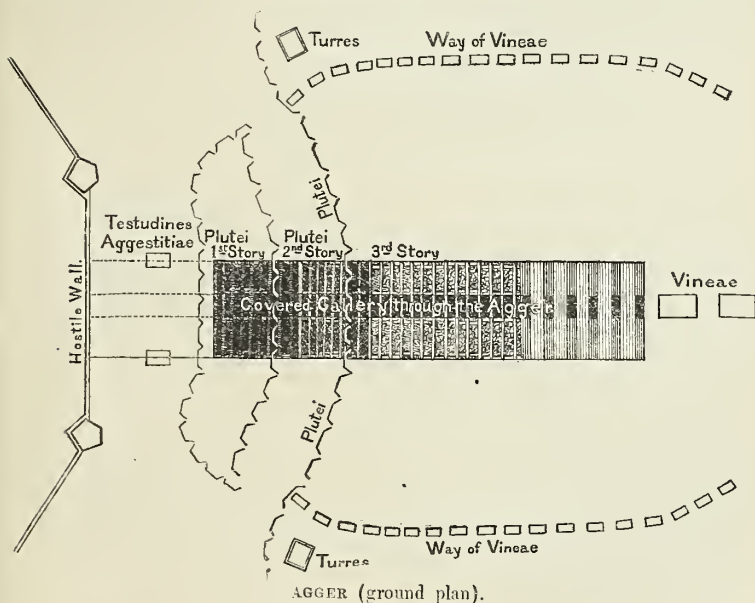 Turres
Way of Vineae
Plutei
Testudines
Aggestitiae
Plutei
1st Story
Plutei
2nd Story
3rd Story
Hostile Wall.
Covered Gallery through the Agger.
Vineae
Plutei
Way of Vineae
Turres
AGGER (ground plan).